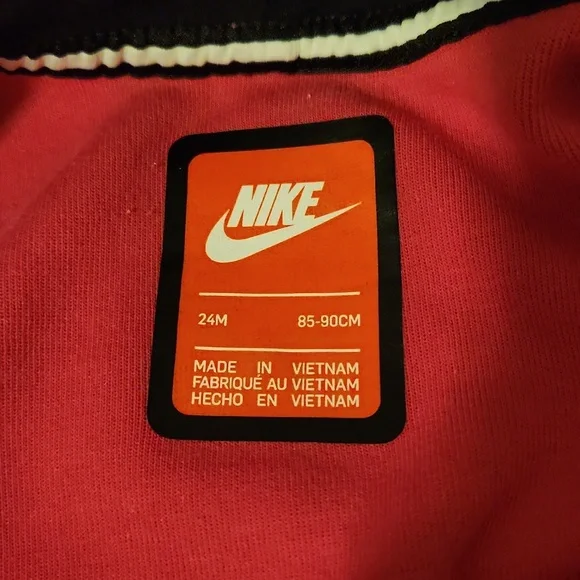 NIKE
24M 85-90CM
MADE IN VIETNAM
FABRIQUÉ AU VIETNAM
HECHO EN VIETNAM